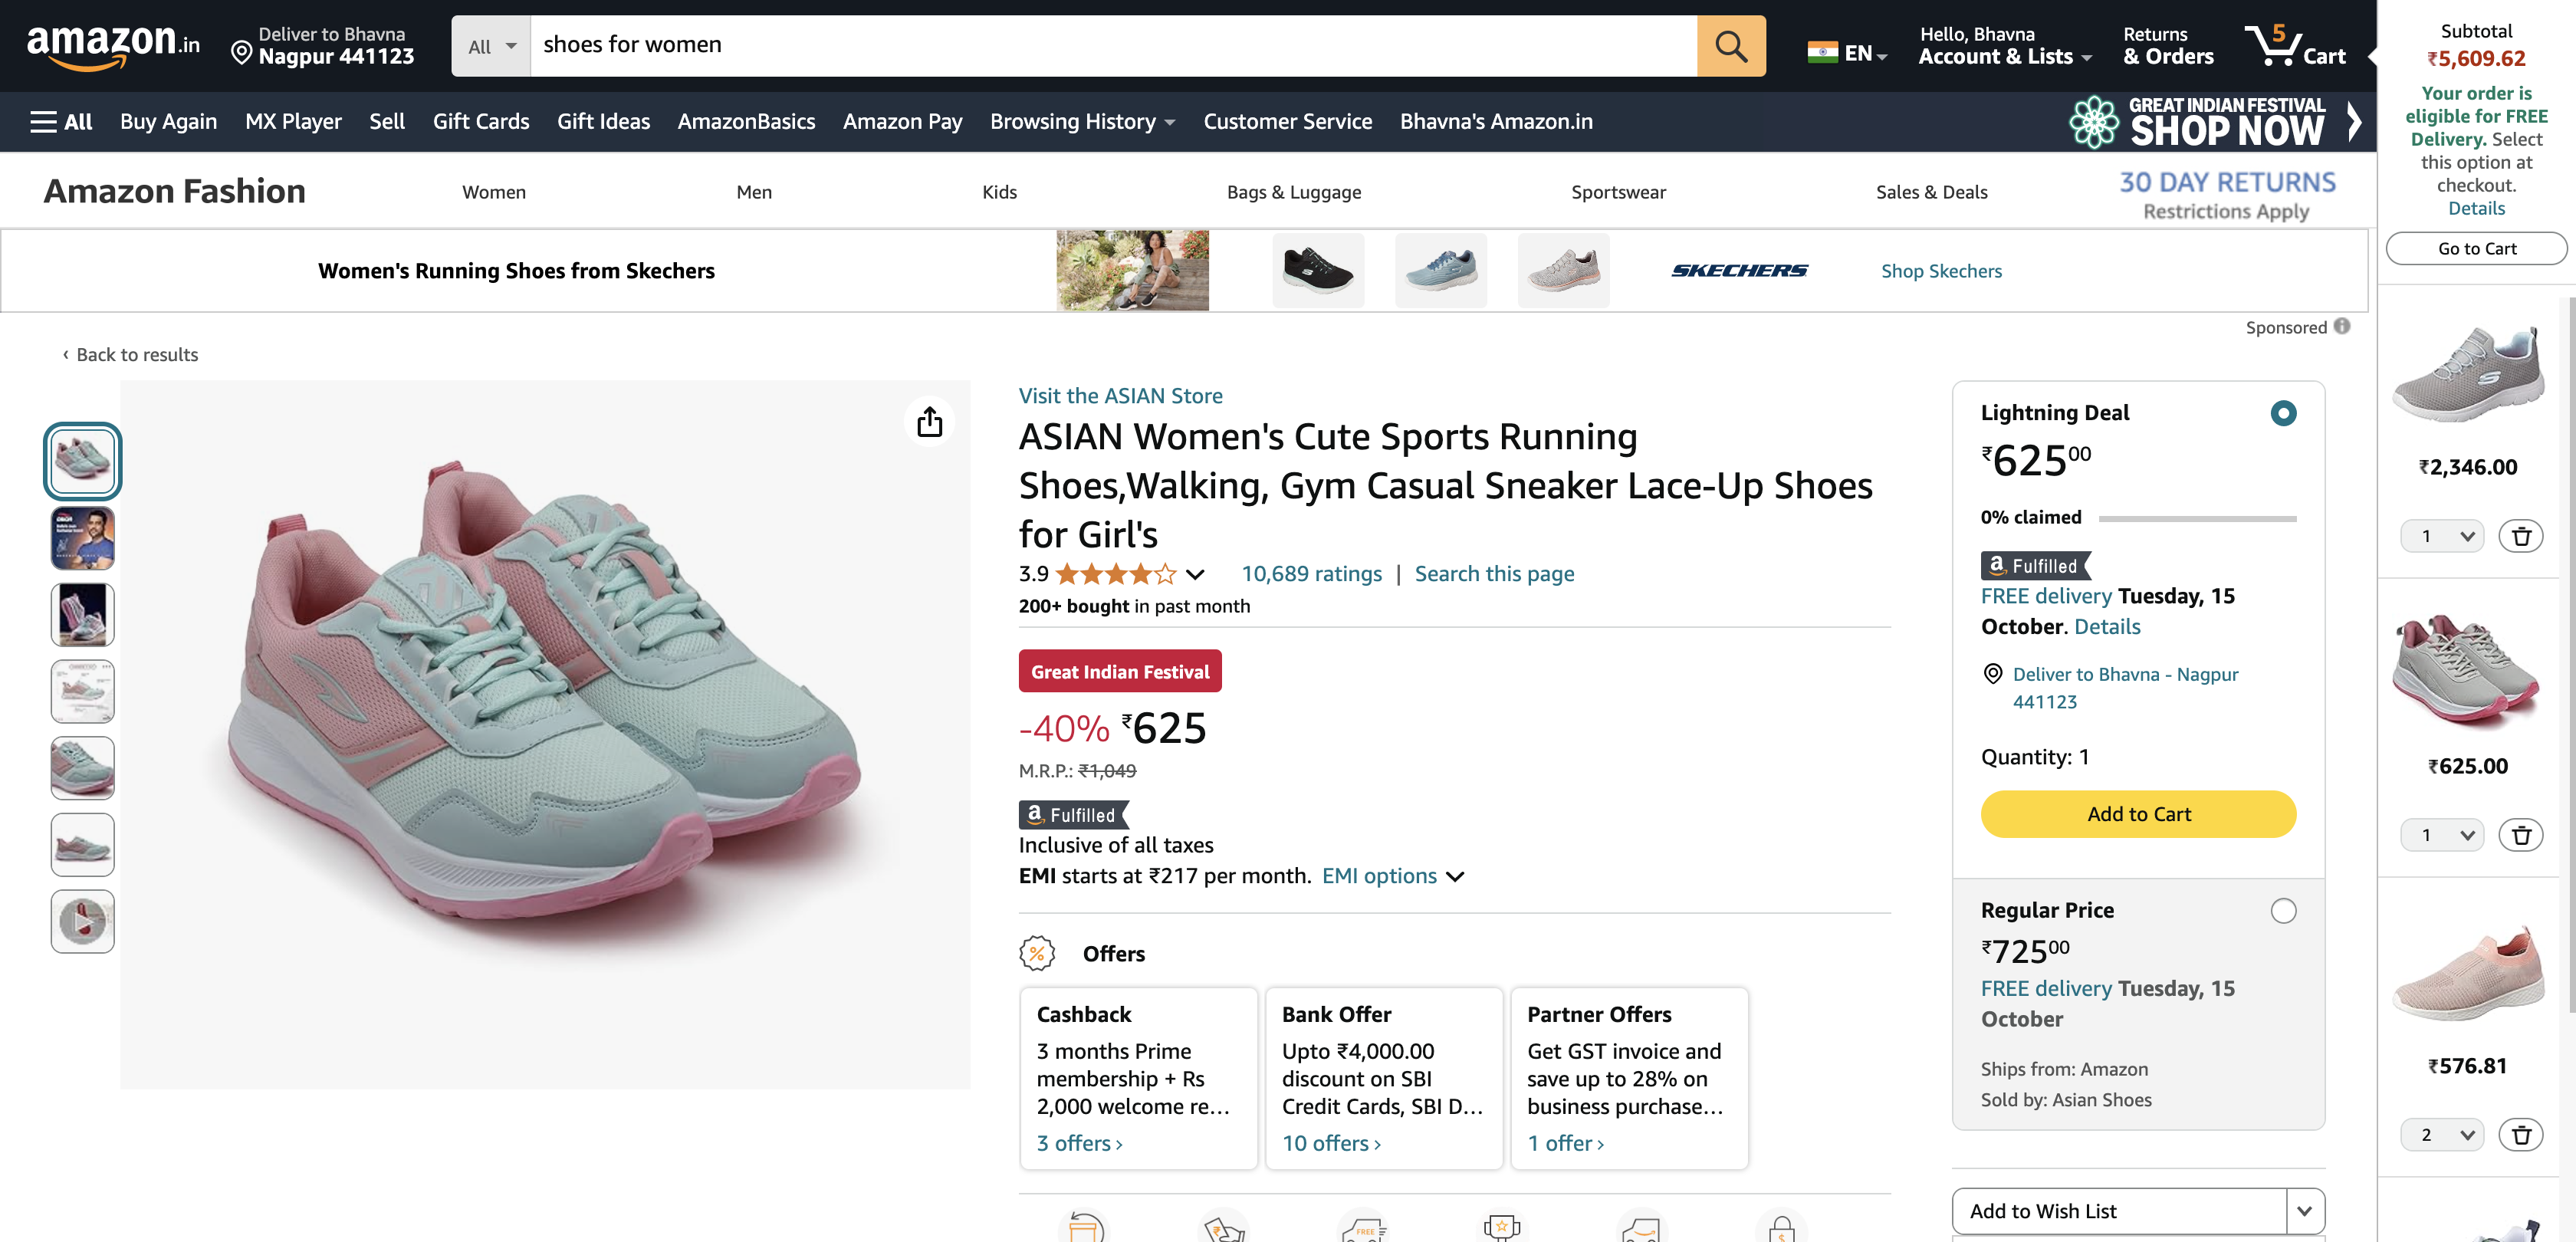 amazon.in
Deliver to Bhavna
Nagpur 441123
All
shoes for women
EN
Hello, Bhavna
Account & Lists
Returns
& Orders
5
Cart
All
Buy Again
MX Player
Sell
Gift Cards
Gift Ideas
AmazonBasics
Amazon Pay
Browsing History
Customer Service
Bhavna's Amazon.in
GREAT INDIAN FESTIVAL
SHOP NOW
Amazon Fashion
Women
Men
Kids
Bags & Luggage
Sportswear
Sales & Deals
30 DAY RETURNS
Restrictions Apply
Women's Running Shoes from Skechers
SKECHERS
Shop Skechers
Sponsored
‹ Back to results
Visit the ASIAN Store
ASIAN Women's Cute Sports Running
Shoes,Walking, Gym Casual Sneaker Lace-Up Shoes
for Girl's
3.9
10,689 ratings | Search this page
200+ bought in past month
Great Indian Festival
-40% ₹625
M.R.P.: ₹1,049
a Fulfilled
Inclusive of all taxes
EMI starts at ₹217 per month. EMI options
% Offers
Cashback
3 months Prime
membership + Rs
2,000 welcome re…
3 offers ›
Bank Offer
Upto ₹4,000.00
discount on SBI
Credit Cards, SBI D…
10 offers ›
Partner Offers
Get GST invoice and
save up to 28% on
business purchase…
1 offer ›
FREE
Lightning Deal
₹62500
0% claimed
a Fulfilled
FREE delivery Tuesday, 15
October. Details
Deliver to Bhavna - Nagpur
441123
Quantity: 1
Add to Cart
Regular Price
₹72500
FREE delivery Tuesday, 15
October
Ships from: Amazon
Sold by: Asian Shoes
Add to Wish List
Subtotal
₹5,609.62
Your order is
eligible for FREE
Delivery. Select
this option at
checkout.
Details
Go to Cart
₹2,346.00
1
₹625.00
1
₹576.81
2